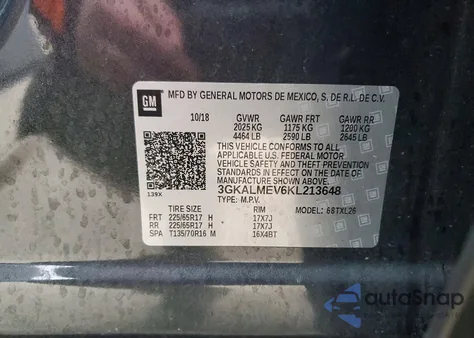 GM
MFD BY GENERAL MOTORS DE MEXICO, S. DE R.L. DE C.V.
10/18 GVWR GAWR FRT GAWR RR
2025 KG 1175 KG 1200 KG
4464 LB 2590 LB 2645 LB
THIS VEHICLE CONFORMS TO ALL
APPLICABLE U.S. FEDERAL MOTOR
VEHICLE SAFETY AND THEFT PREVENTION
STANDARDS IN EFFECT ON THE DATE OF
MANUFACTURE SHOWN ABOVE.
3GKALMEV6KL213648
139X
TYPE: M.P.V. MODEL: 6BTXL26
TIRE SIZE RIM
FRT 225/65R17 H 17X7J
RR 225/65R17 H 17X7J
SPA T135/70R16 M 16X4BT
autoSnap